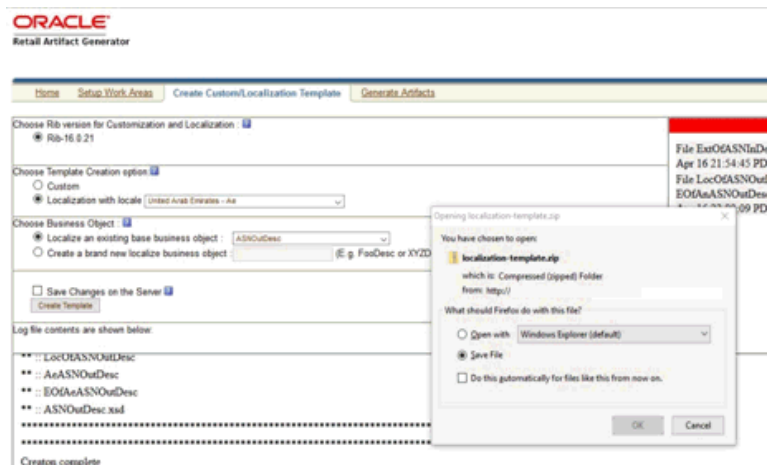 ORACLE
Retail Artifact Generator
Home Setup Work Areas Create Custom/Localization Template Generate Artifacts
Choose Rib version for Customization and Localization :
Rib-16.0.21
Choose Template Creation option
Custom
Localization with locale United Arab Emirates - Ae
Choose Business Object :
Localize an existing base business object : ASNOutDesc
Create a brand new localize business object : (E.g. FooDesc or XYZD
Save Changes on the Server
Create Template
Log file contents are shown below:
** :: LocOfASNOutDesc
** :: AeASNOutDesc
** :: EOfAeASNOutDesc
** :: ASNOutDesc.xsd
Creaton complete
File ExtOfASNInDe
Apr 16 21:54:45 PD
File LocOfASNOutI
EOfAeASNOutDesc
Opening localization-template.zip
You have chosen to open:
localization-template.zip
which is: Compressed (zipped) Folder
from: http://
What should Firefox do with this file?
Open with Windows Explorer (default)
Save File
Do this automatically for files like this from now on.
OK Cancel